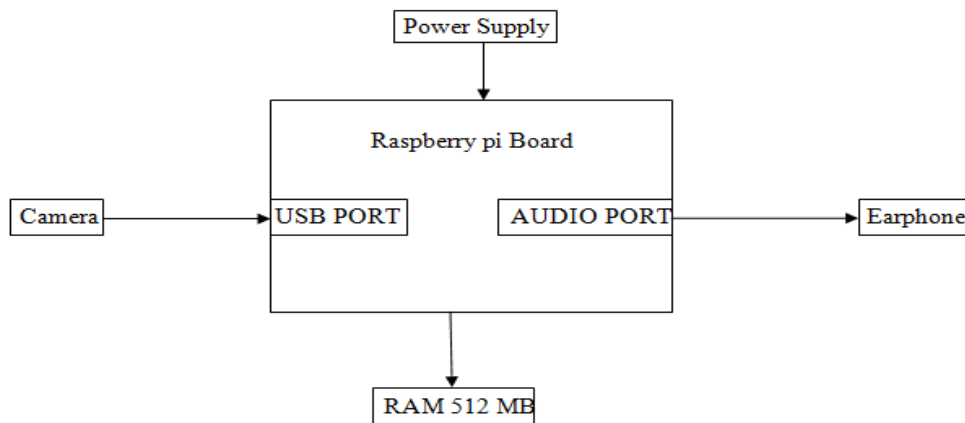 Power Supply
Raspberry pi Board
Camera
USB PORT
AUDIO PORT
Earphone
RAM 512 MB